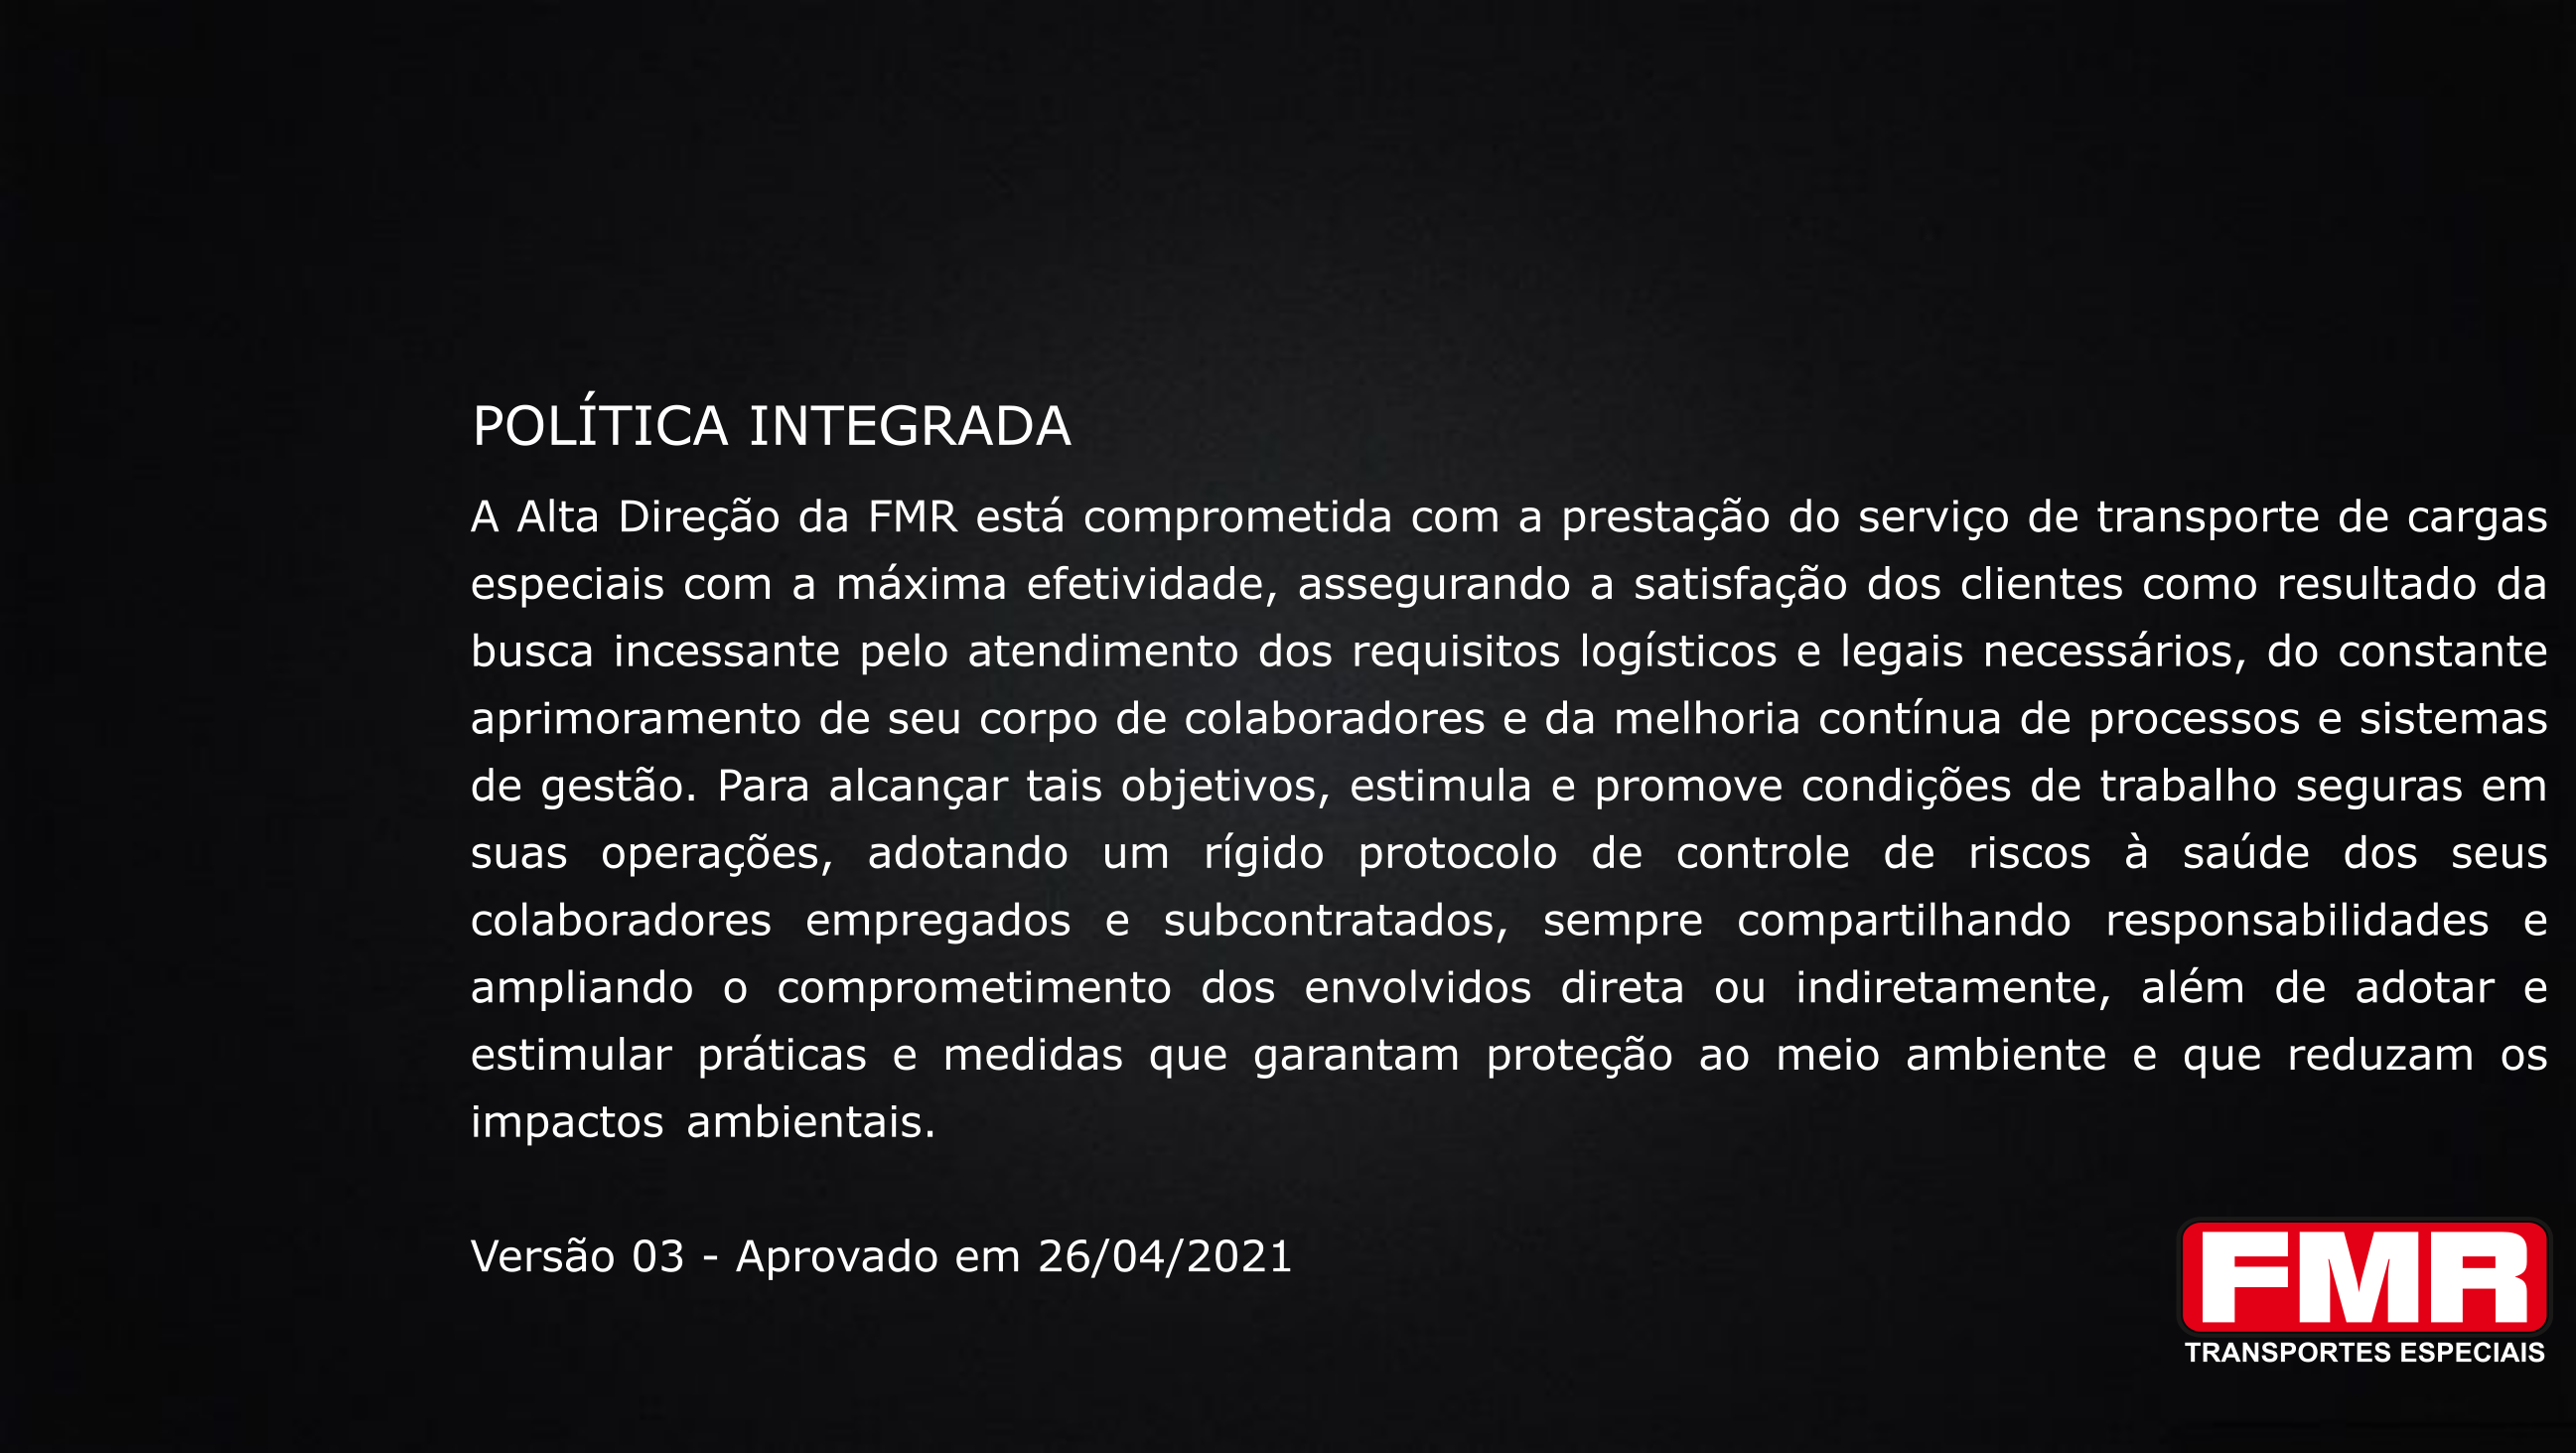 POLÍTICA INTEGRADA
A Alta Direção da FMR está comprometida com a prestação do serviço de transporte de cargas
especiais com a máxima efetividade, assegurando a satisfação dos clientes como resultado da
busca incessante pelo atendimento dos requisitos logísticos e legais necessários, do constante
aprimoramento de seu corpo de colaboradores e da melhoria contínua de processos e sistemas
de gestão. Para alcançar tais objetivos, estimula e promove condições de trabalho seguras em
suas operações, adotando um rígido protocolo de controle de riscos à saúde dos seus
colaboradores empregados e subcontratados, sempre compartilhando responsabilidades e
ampliando o comprometimento dos envolvidos direta ou indiretamente, além de adotar e
estimular práticas e medidas que garantam proteção ao meio ambiente e que reduzam os
impactos ambientais.
Versão 03 - Aprovado em 26/04/2021
FMR
TRANSPORTES ESPECIAIS